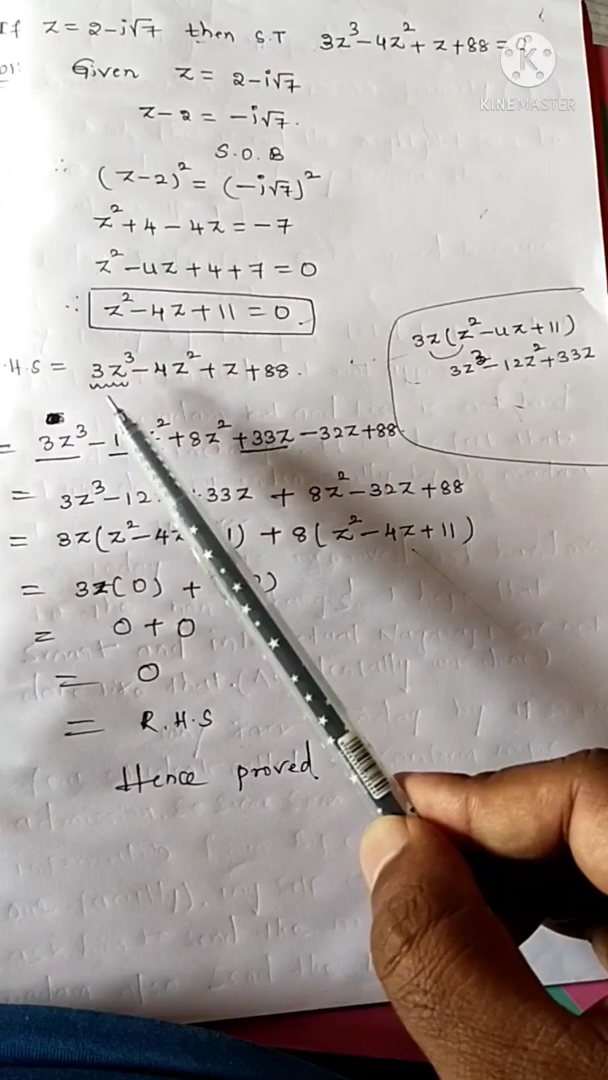 If z = 2-i√7 then S.T 3z³-4z²+z+88 = 0
KINEMASTER
Given z = 2-i√7
z-2 = -i√7.
S.O.B
∴ (z-2)² = (-i√7)²
z²+4-4z = -7
z²-4z+4+7 = 0
∴ z²-4z+11 = 0.
3z(z²-4z+11)
3z³-12z²+33z
.H.S = 3z³-4z²+z+88.
= 3z³-1 ² +8z²+33z-32z+88
= 3z³-12 33z + 8z²-32z+88
= 3z(z²-4z 1) + 8(z²-4z+11)
= 3z(0) + )
= 0+0
= 0
= R.H.S
Hence proved